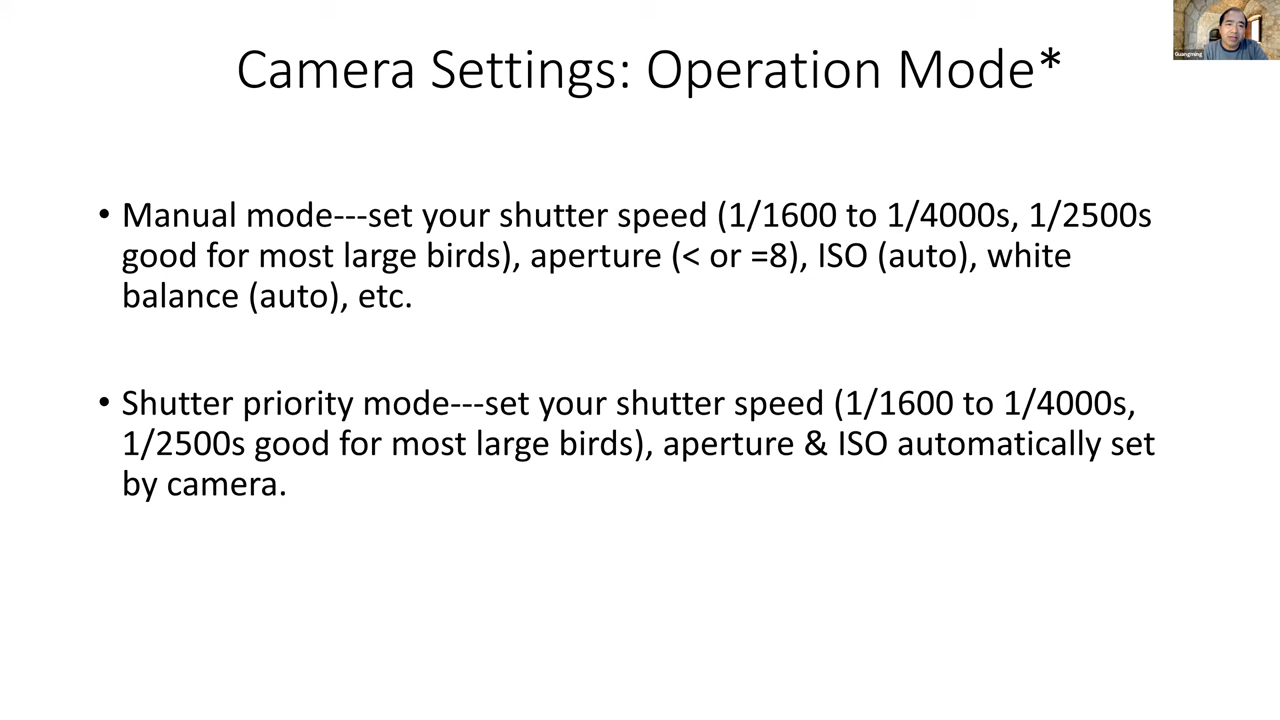 Camera Settings: Operation Mode*
Guangming
• Manual mode---set your shutter speed (1/1600 to 1/4000s, 1/2500s
good for most large birds), aperture (< or =8), ISO (auto), white
balance (auto), etc.
• Shutter priority mode---set your shutter speed (1/1600 to 1/4000s,
1/2500s good for most large birds), aperture & ISO automatically set
by camera.